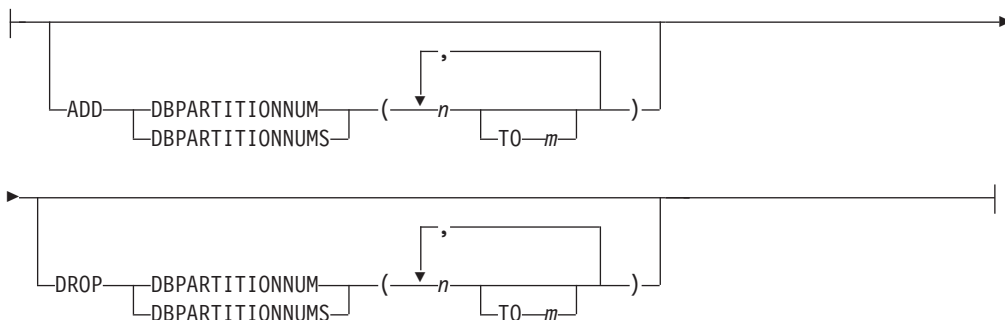 ,
ADD DBPARTITIONNUM ( n )
DBPARTITIONNUMS TO m
,
DROP DBPARTITIONNUM ( n )
DBPARTITIONNUMS TO m